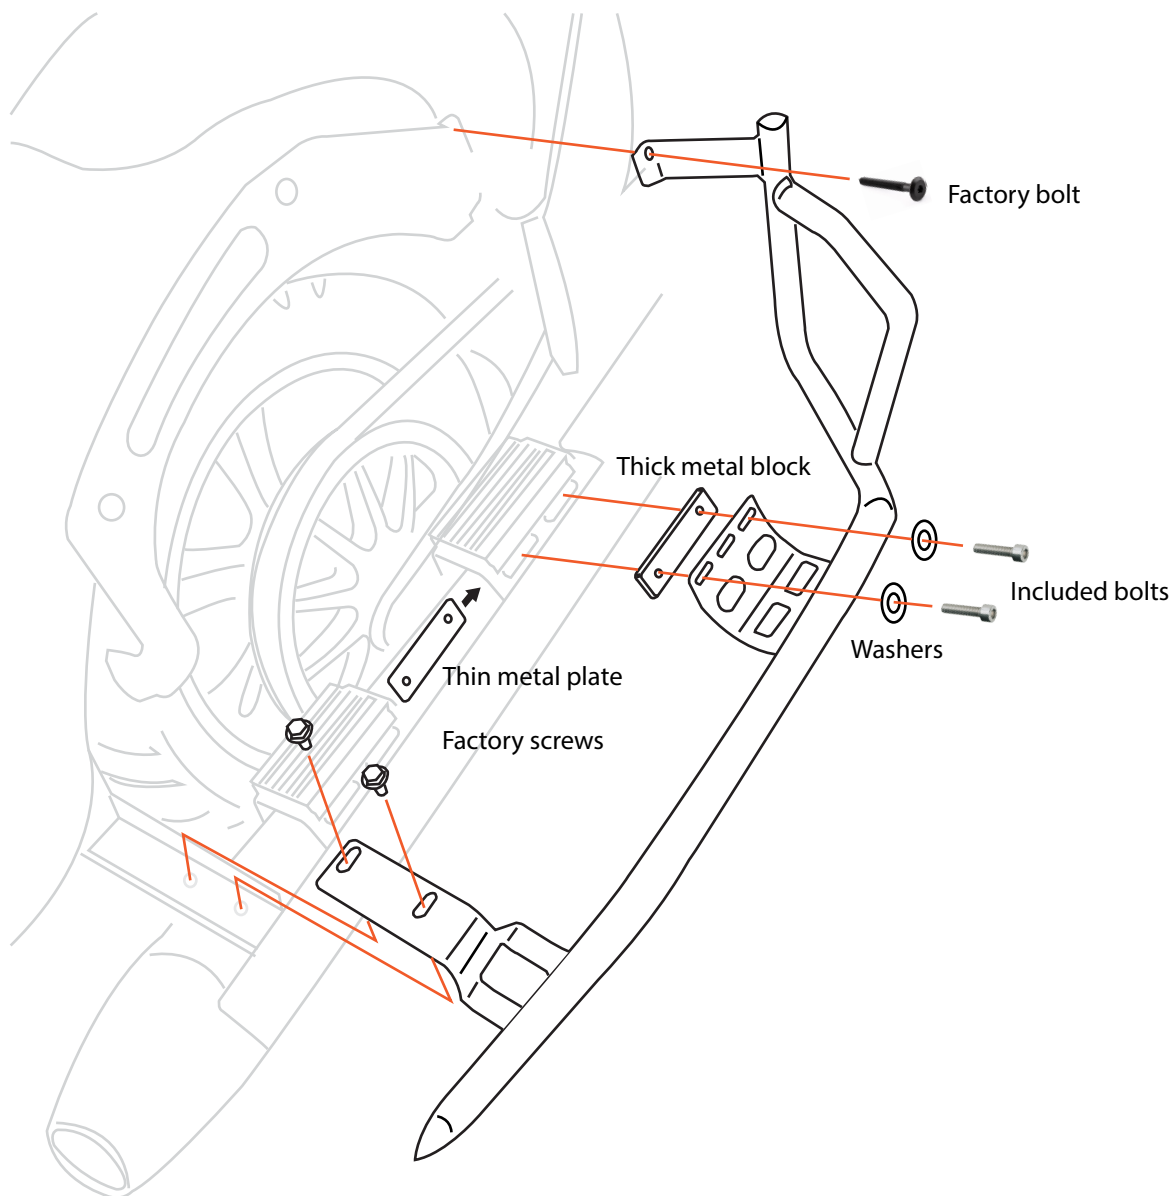 Factory bolt
Thick metal block
Included bolts
Washers
Thin metal plate
Factory screws